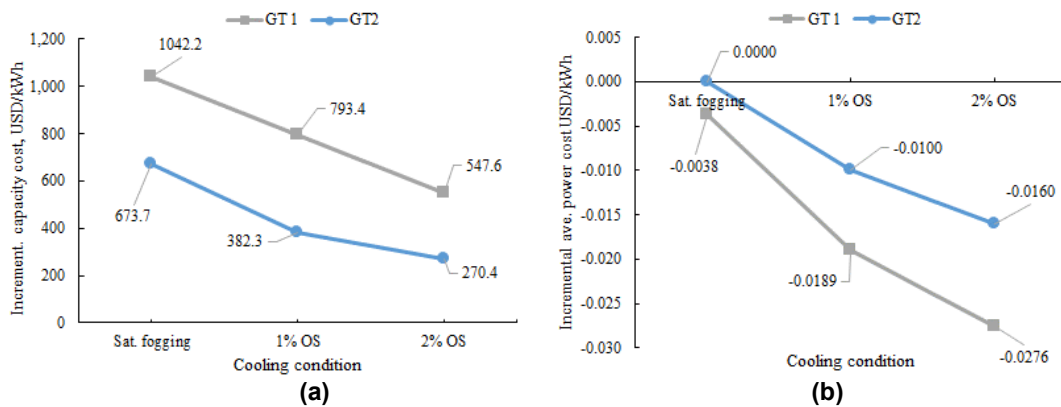 GT 1 GT2
Increment. capacity cost, USD/kWh
1,200
1,000
800
600
400
200
0
1042.2
793.4
547.6
673.7
382.3
270.4
Sat. fogging 1% OS 2% OS
Cooling condition
(a)
GT 1 GT2
Incremental ave. power cost USD/kWh
0.005
0.000
-0.005
-0.010
-0.015
-0.020
-0.025
-0.030
0.0000
Sat. fogging 1% OS 2% OS
-0.0038
-0.0100
-0.0160
-0.0189
-0.0276
Cooling condition
(b)